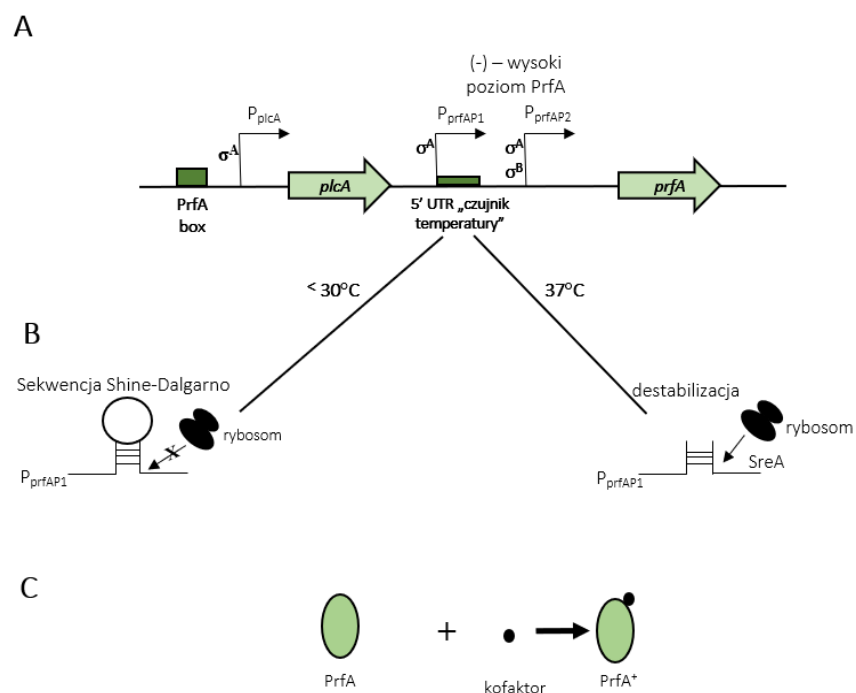 A
(-) – wysoki
poziom PrfA
PplcA
PprfAP1
PprfAP2
σA
σA
σA
σB
plcA
prfA
PrfA
box
5' UTR „czujnik
temperatury”
< 30°C
37°C
B
Sekwencja Shine-Dalgarno
rybosom
x
PprfAP1
destabilizacja
rybosom
SreA
PprfAP1
C
+
PrfA
kofaktor
PrfA+